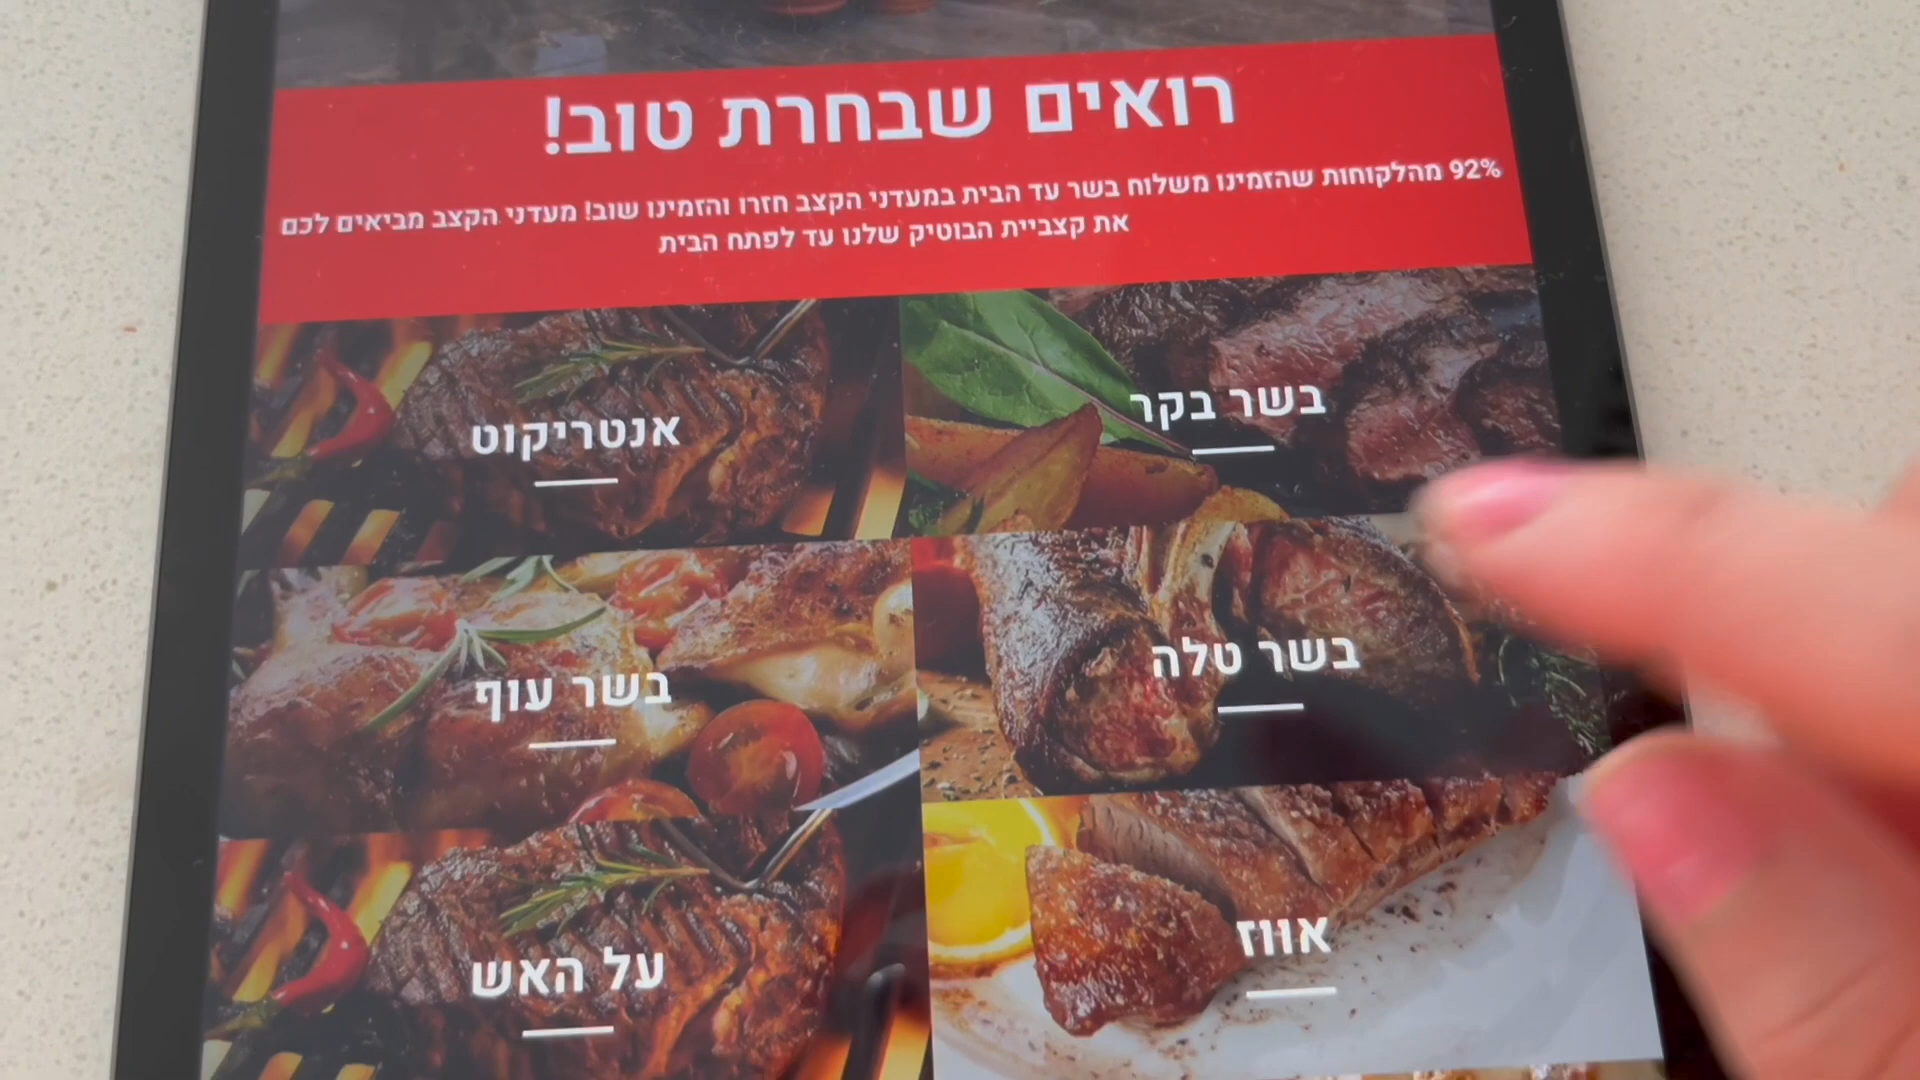 רואים שבחרת טוב!
92% מהלקוחות שהזמינו משלוח בשר עד הבית במעדני הקצב חזרו והזמינו שוב! מעדני הקצב מביאים לכם
את קצביית הבוטיק שלנו עד לפתח הבית
בשר בקר
אנטריקוט
בשר טלה
בשר עוף
אווז
על האש